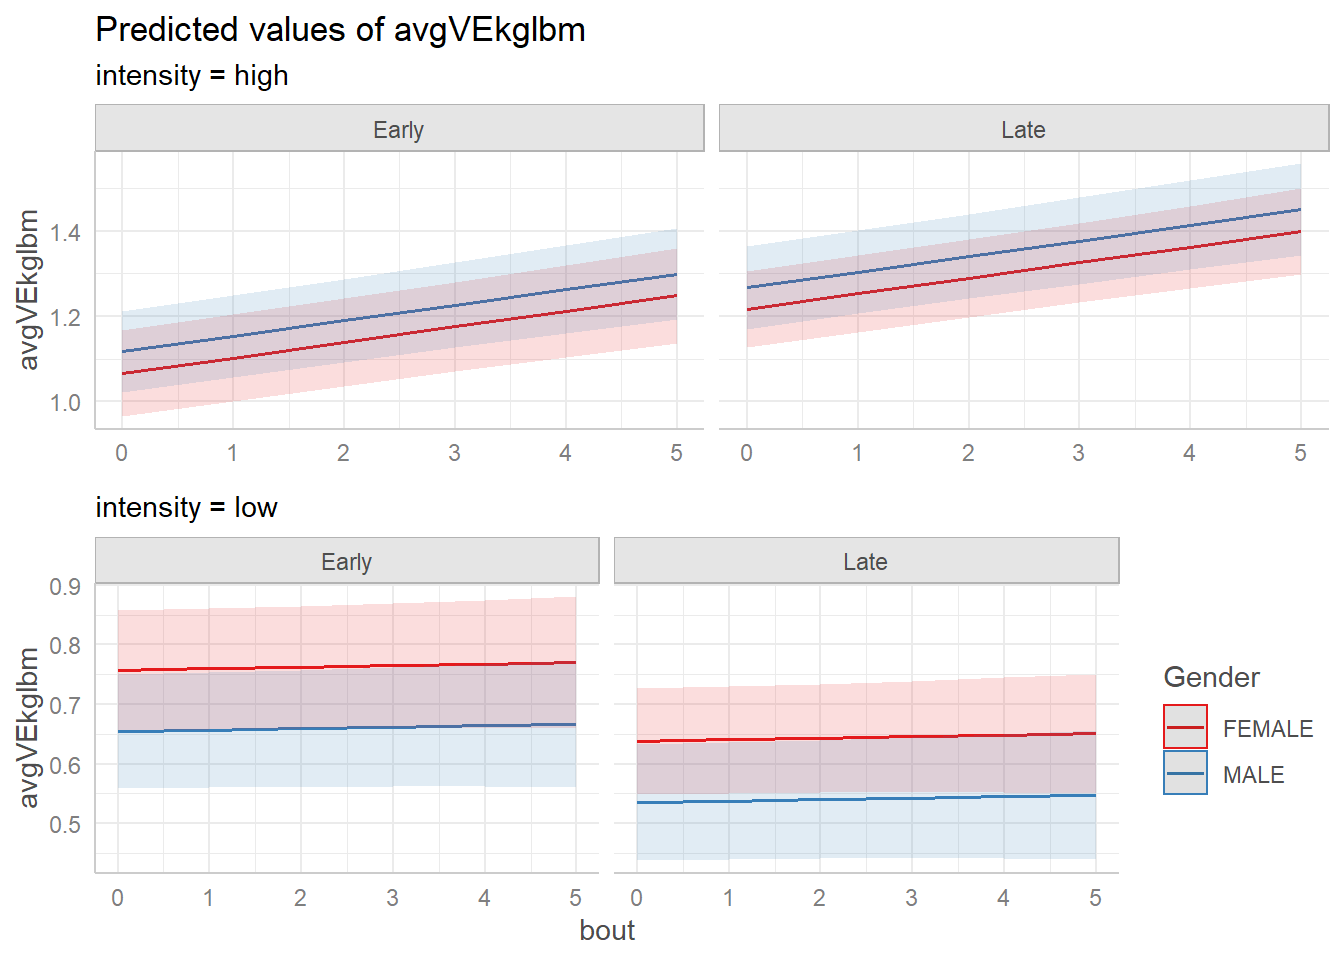 Predicted values of avgVEkglbm
intensity = high
Early Late
avgVEkglbm
1.4
1.2
1.0
0 1 2 3 4 5 0 1 2 3 4 5
intensity = low
Early Late
avgVEkglbm
0.9
0.8
0.7
0.6
0.5
0 1 2 3 4 5 0 1 2 3 4 5
bout
Gender
FEMALE
MALE